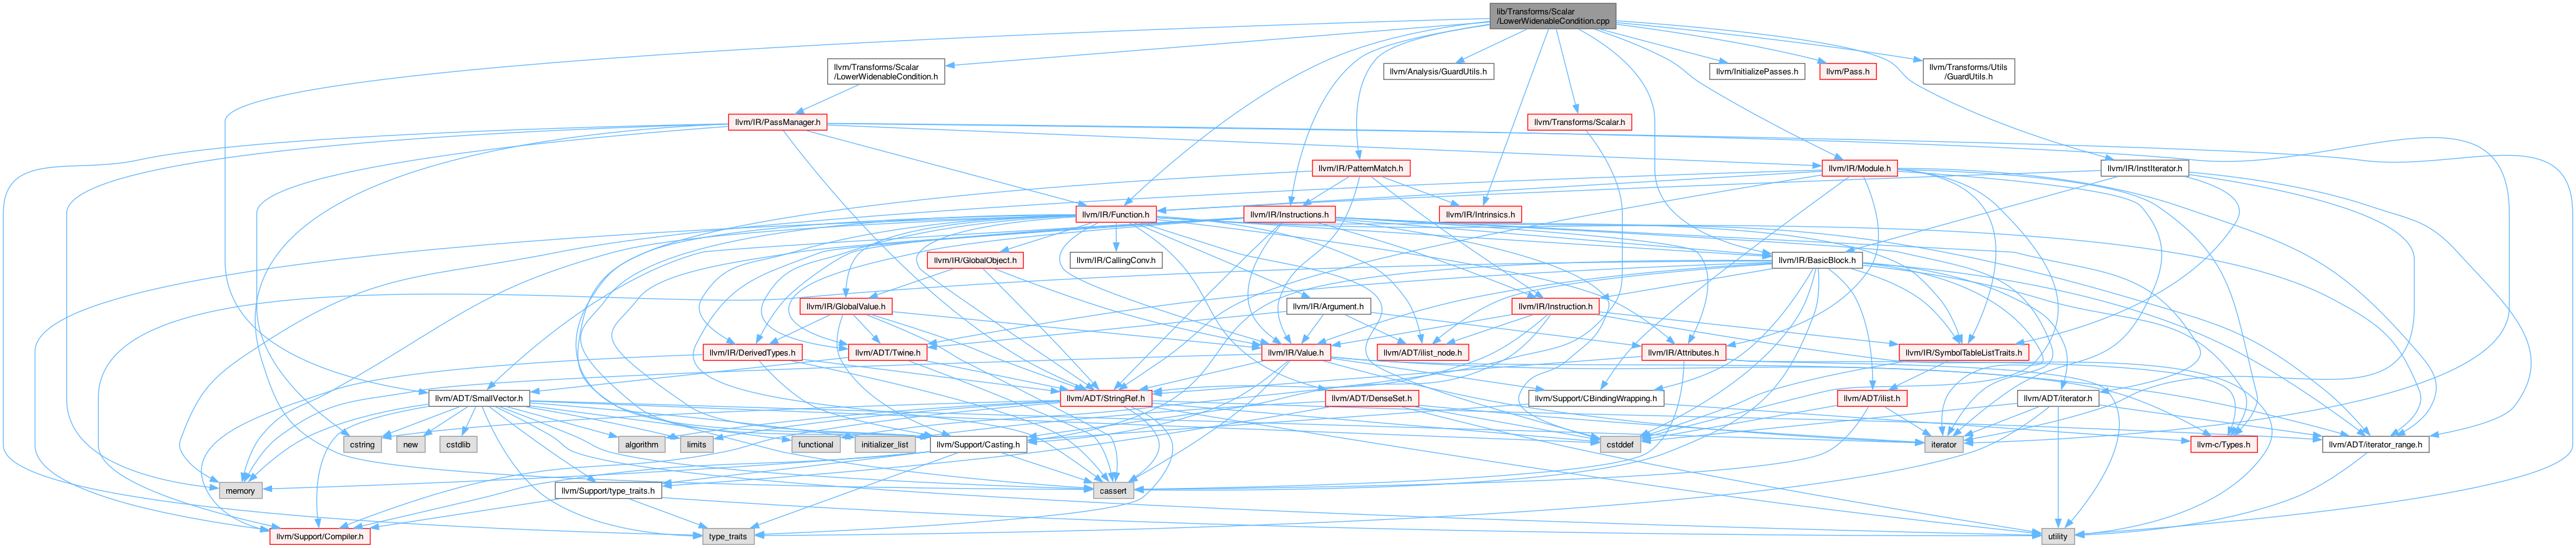 lib/Transforms/Scalar
/LowerWidenableCondition.cpp
llvm/Transforms/Scalar
/LowerWidenableCondition.h
llvm/Analysis/GuardUtils.h
llvm/InitializePasses.h
llvm/Pass.h
llvm/Transforms/Utils
/GuardUtils.h
llvm/IR/PassManager.h
llvm/Transforms/Scalar.h
llvm/IR/PatternMatch.h
llvm/IR/Module.h
llvm/IR/InstIterator.h
llvm/IR/Function.h
llvm/IR/Instructions.h
llvm/IR/Intrinsics.h
llvm/IR/GlobalObject.h
llvm/IR/CallingConv.h
llvm/IR/BasicBlock.h
llvm/IR/GlobalValue.h
llvm/IR/Argument.h
llvm/IR/Instruction.h
llvm/IR/DerivedTypes.h
llvm/ADT/Twine.h
llvm/IR/Value.h
llvm/ADT/ilist_node.h
llvm/IR/Attributes.h
llvm/IR/SymbolTableListTraits.h
llvm/ADT/SmallVector.h
llvm/ADT/StringRef.h
llvm/ADT/DenseSet.h
llvm/Support/CBindingWrapping.h
llvm/ADT/ilist.h
llvm/ADT/iterator.h
cstring
new
cstdlib
algorithm
limits
functional
initializer_list
llvm/Support/Casting.h
cstddef
iterator
llvm-c/Types.h
llvm/ADT/iterator_range.h
memory
llvm/Support/type_traits.h
cassert
llvm/Support/Compiler.h
type_traits
utility